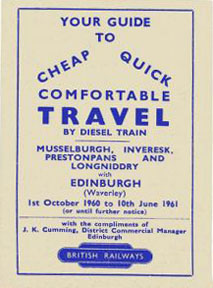 YOUR GUIDE
TO
CHEAP QUICK
COMFORTABLE
TRAVEL
BY DIESEL TRAIN
MUSSELBURGH, INVERESK,
PRESTONPANS AND
LONGNIDDRY
with
EDINBURGH
(Waverley)
1st October 1960 to 10th June 1961
(or until further notice)
with the compliments of
J. K. Cumming, District Commercial Manager
Edinburgh
BRITISH RAILWAYS